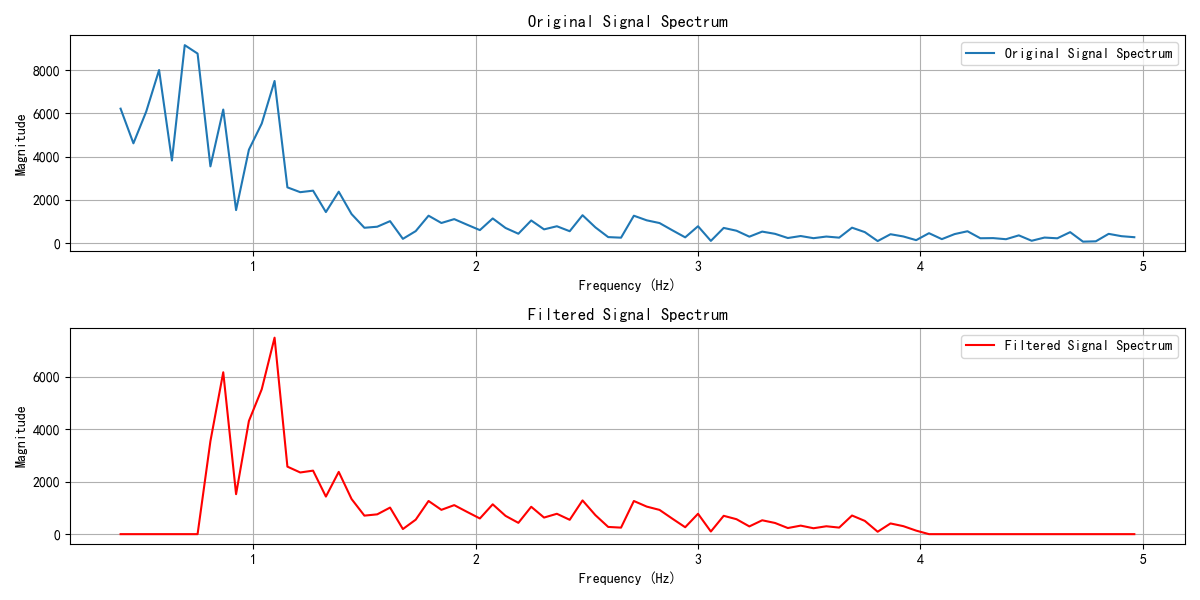 Original Signal Spectrum
Original Signal Spectrum
8000
6000
4000
2000
0
Magnitude
1 2 3 4 5
Frequency (Hz)
Filtered Signal Spectrum
Filtered Signal Spectrum
6000
4000
2000
0
Magnitude
1 2 3 4 5
Frequency (Hz)